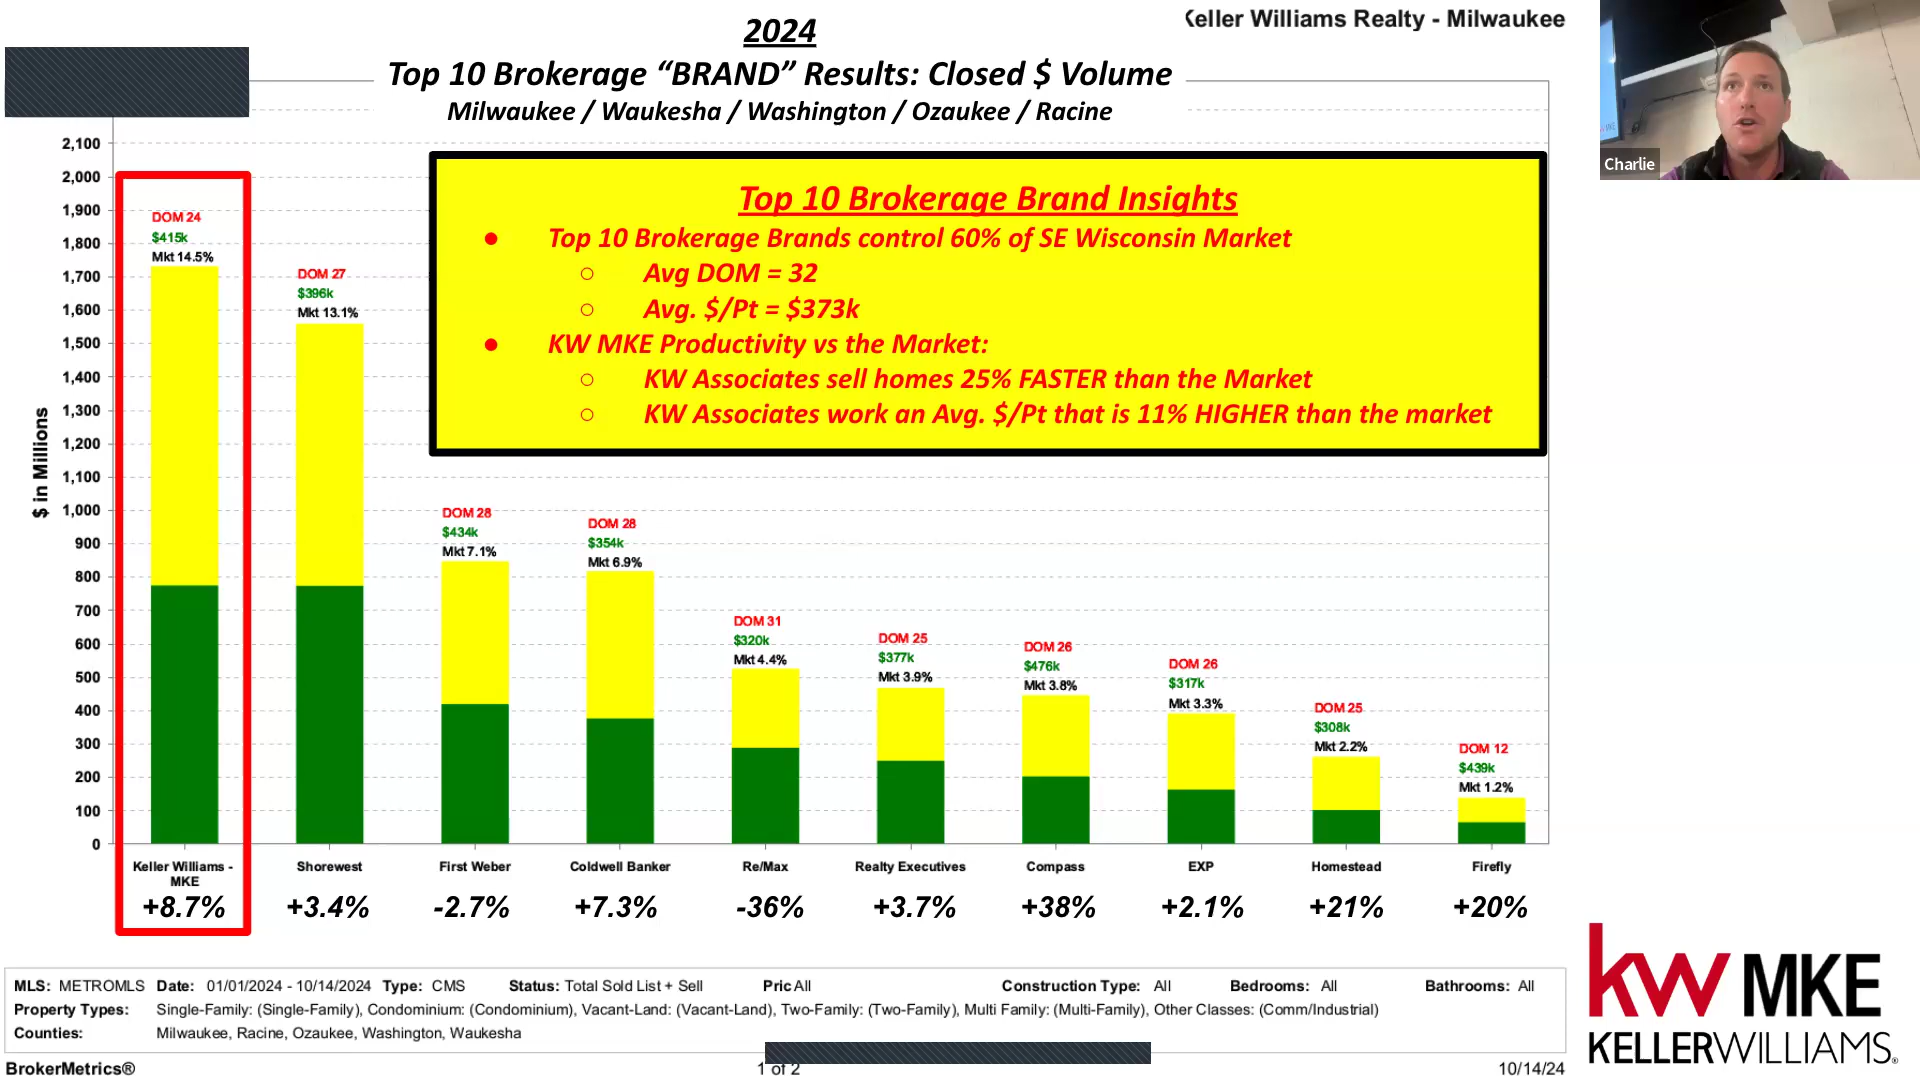 2024
Keller Williams Realty - Milwaukee
Top 10 Brokerage “BRAND” Results: Closed $ Volume
Milwaukee / Waukesha / Washington / Ozaukee / Racine
Charlie
Top 10 Brokerage Brand Insights
● Top 10 Brokerage Brands control 60% of SE Wisconsin Market
○ Avg DOM = 32
○ Avg. $/Pt = $373k
● KW MKE Productivity vs the Market:
○ KW Associates sell homes 25% FASTER than the Market
○ KW Associates work an Avg. $/Pt that is 11% HIGHER than the market
$ in Millions
2,100
2,000
1,900
1,800
1,700
1,600
1,500
1,400
1,300
1,200
1,100
1,000
900
800
700
600
500
400
300
200
100
0
DOM 24
$415k
Mkt 14.5%
DOM 27
$396k
Mkt 13.1%
DOM 28
$434k
Mkt 7.1%
DOM 28
$354k
Mkt 6.9%
DOM 31
$320k
Mkt 4.4%
DOM 25
$377k
Mkt 3.9%
DOM 26
$476k
Mkt 3.8%
DOM 26
$317k
Mkt 3.3%
DOM 25
$308k
Mkt 2.2%
DOM 12
$439k
Mkt 1.2%
Keller Williams - MKE
Shorewest
First Weber
Coldwell Banker
Re/Max
Realty Executives
Compass
EXP
Homestead
Firefly
+8.7% +3.4% -2.7% +7.3% -36% +3.7% +38% +2.1% +21% +20%
MLS: METROMLS Date: 01/01/2024 - 10/14/2024 Type: CMS Status: Total Sold List + Sell Pric All Construction Type: All Bedrooms: All Bathrooms: All
Property Types: Single-Family: (Single-Family), Condominium: (Condominium), Vacant-Land: (Vacant-Land), Two-Family: (Two-Family), Multi Family: (Multi-Family), Other Classes: (Comm/Industrial)
Counties: Milwaukee, Racine, Ozaukee, Washington, Waukesha
BrokerMetrics® 1 of 2 10/14/24
kw MKE
KELLERWILLIAMS.